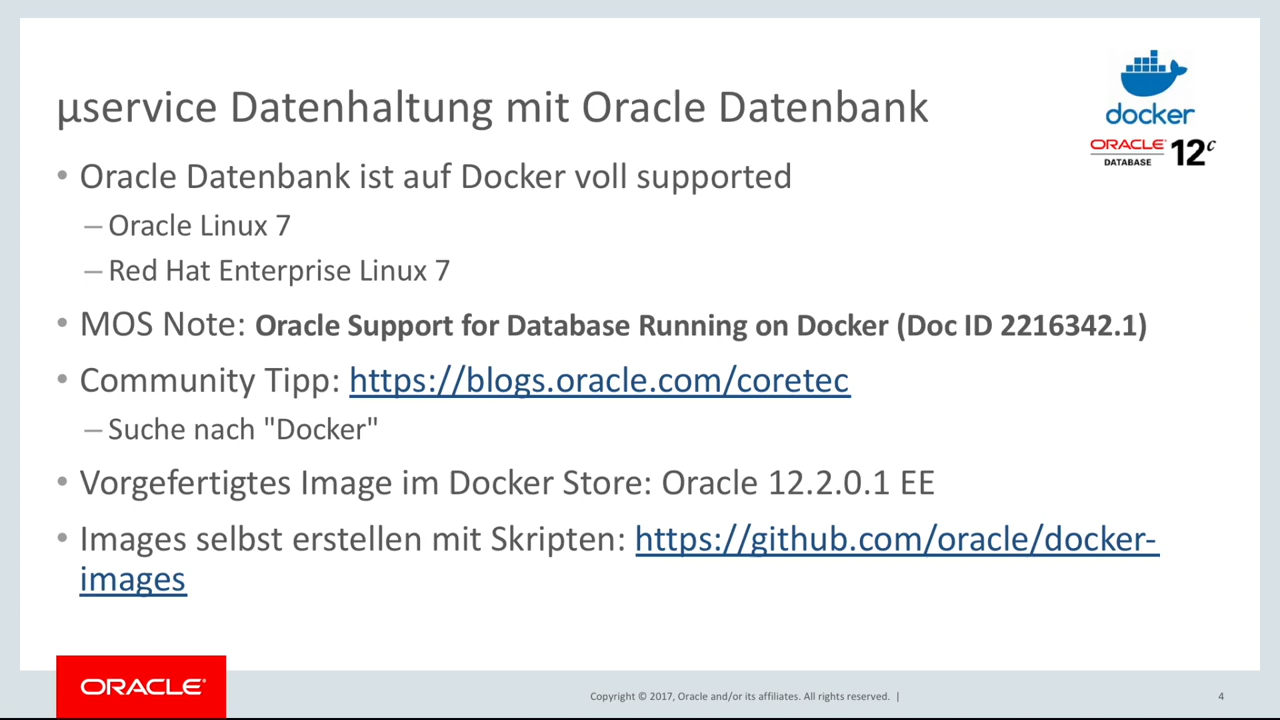 docker
ORACLE
DATABASE
12c
µservice Datenhaltung mit Oracle Datenbank
• Oracle Datenbank ist auf Docker voll supported
– Oracle Linux 7
– Red Hat Enterprise Linux 7
• MOS Note: Oracle Support for Database Running on Docker (Doc ID 2216342.1)
• Community Tipp: https://blogs.oracle.com/coretec
– Suche nach "Docker"
• Vorgefertigtes Image im Docker Store: Oracle 12.2.0.1 EE
• Images selbst erstellen mit Skripten: https://github.com/oracle/docker-
images
ORACLE®
Copyright © 2017, Oracle and/or its affiliates. All rights reserved. |
4